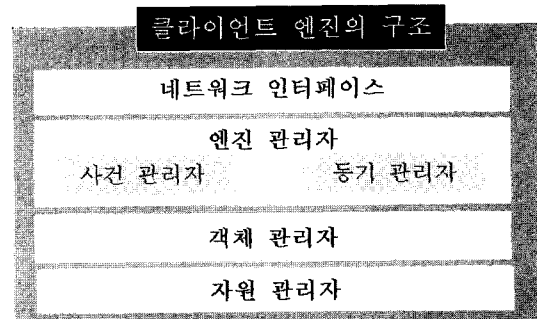 클라이언트 엔진의 구조
네트워크 인터페이스
엔진 관리자
사건 관리자 동기 관리자
객체 관리자
자원 관리자